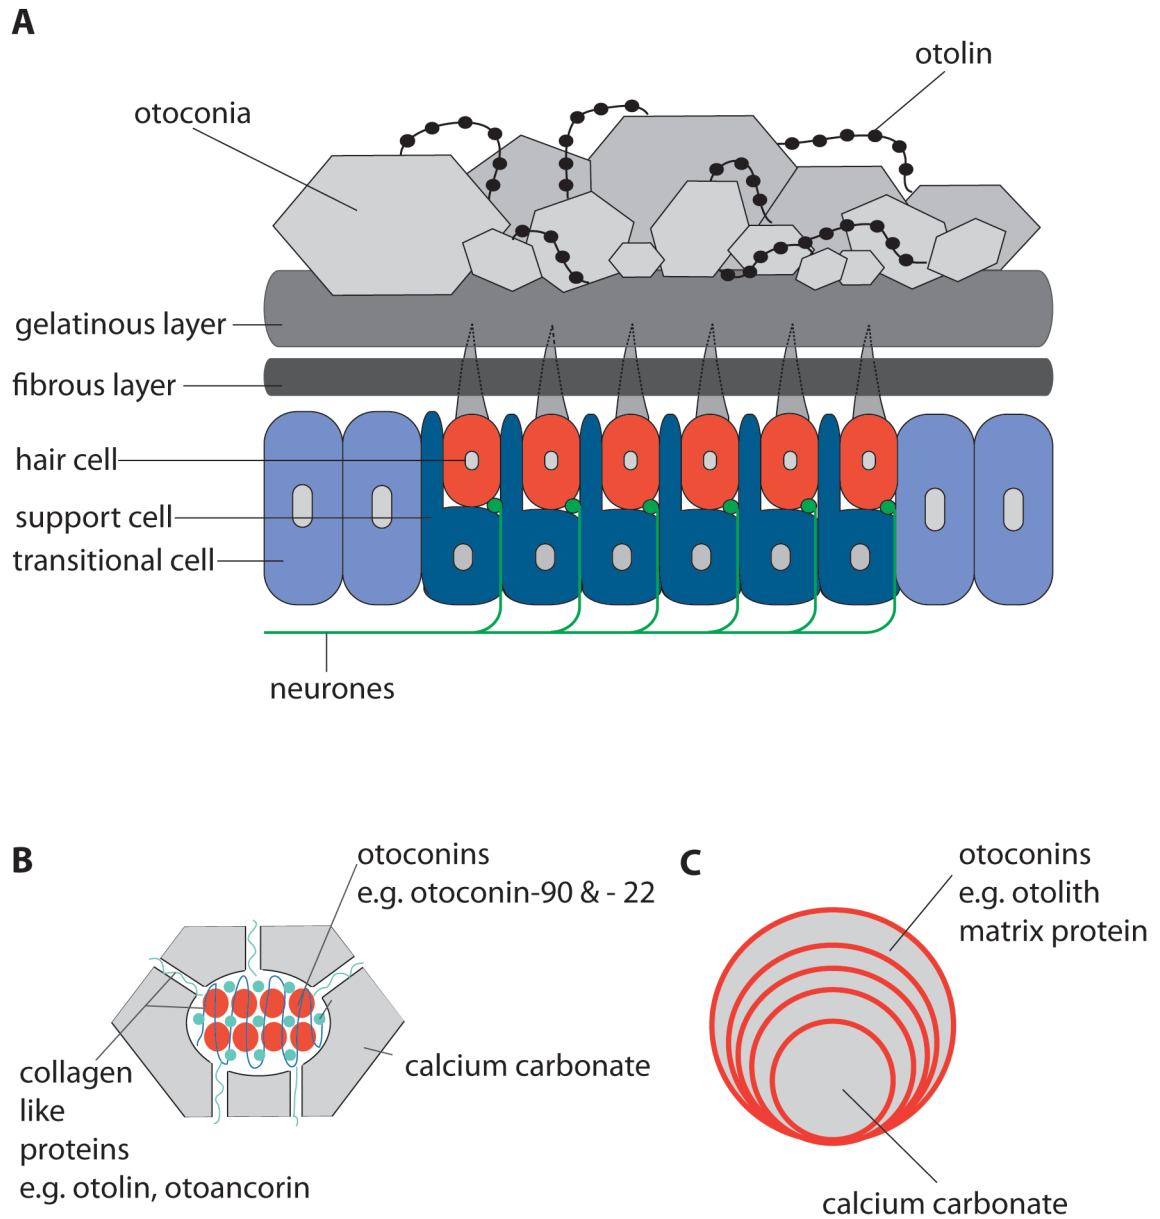 A
otolin
otoconia
gelatinous layer
fibrous layer
hair cell
support cell
transitional cell
neurones
B
otoconins
e.g. otoconin-90 & - 22
collagen
like
proteins
e.g. otolin, otoancorin
calcium carbonate
C
otoconins
e.g. otolith
matrix protein
calcium carbonate